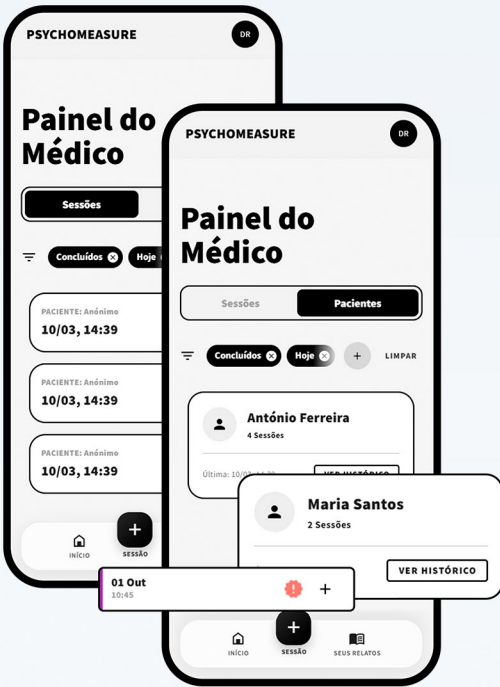 PSYCHOMEASURE
DR
Painel do
Médico
Sessões
Concluídos
Hoje
PACIENTE: Anónimo
10/03, 14:39
PACIENTE: Anónimo
10/03, 14:39
PACIENTE: Anónimo
10/03, 14:39
INÍCIO
SESSÃO
PSYCHOMEASURE
DR
Painel do
Médico
Sessões
Pacientes
Concluídos
Hoje
LIMPAR
António Ferreira
4 Sessões
Última: 10/03
VER HISTÓRICO
Maria Santos
2 Sessões
VER HISTÓRICO
01 Out
10:45
INÍCIO
SESSÃO
SEUS RELATOS